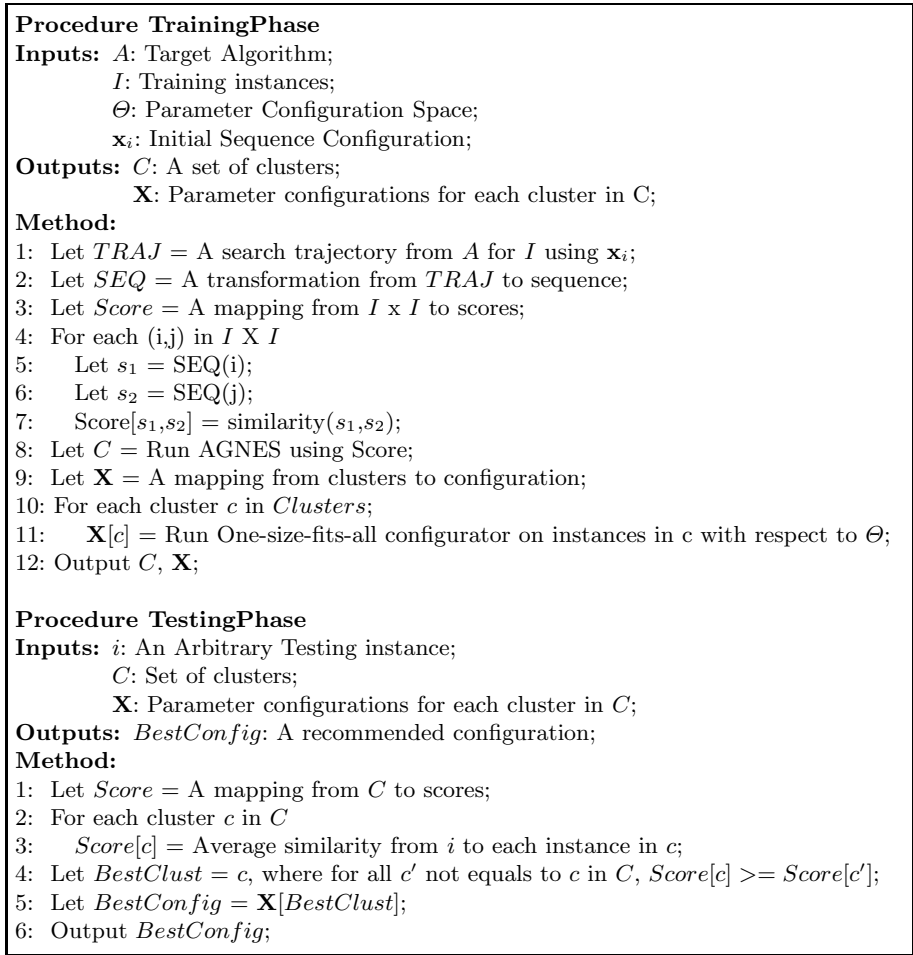 Procedure TrainingPhase
Inputs: A: Target Algorithm;
I: Training instances;
Θ: Parameter Configuration Space;
xᵢ: Initial Sequence Configuration;
Outputs: C: A set of clusters;
X: Parameter configurations for each cluster in C;
Method:
1: Let TRAJ = A search trajectory from A for I using xᵢ;
2: Let SEQ = A transformation from TRAJ to sequence;
3: Let Score = A mapping from I x I to scores;
4: For each (i,j) in I X I
5: Let s₁ = SEQ(i);
6: Let s₂ = SEQ(j);
7: Score[s₁,s₂] = similarity(s₁,s₂);
8: Let C = Run AGNES using Score;
9: Let X = A mapping from clusters to configuration;
10: For each cluster c in Clusters;
11: X[c] = Run One-size-fits-all configurator on instances in c with respect to Θ;
12: Output C, X;
Procedure TestingPhase
Inputs: i: An Arbitrary Testing instance;
C: Set of clusters;
X: Parameter configurations for each cluster in C;
Outputs: BestConfig: A recommended configuration;
Method:
1: Let Score = A mapping from C to scores;
2: For each cluster c in C
3: Score[c] = Average similarity from i to each instance in c;
4: Let BestClust = c, where for all c′ not equals to c in C, Score[c] >= Score[c′];
5: Let BestConfig = X[BestClust];
6: Output BestConfig;